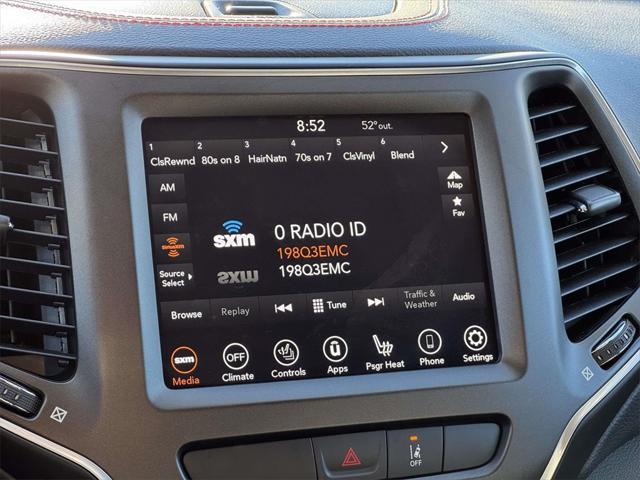 8:52 52° out.
1 2 3 4 5 6
ClsRewnd 80s on 8 HairNatn 70s on 7 ClsVinyl Blend
AM
Map
FM
Fav
SiriusXM
sxm
0 RADIO ID
198Q3EMC
198Q3EMC
Source
Select
sxm
Browse Replay Tune Traffic &
Weather Audio
sxm OFF
Media Climate Controls Apps Psgr Heat Phone Settings
OFF